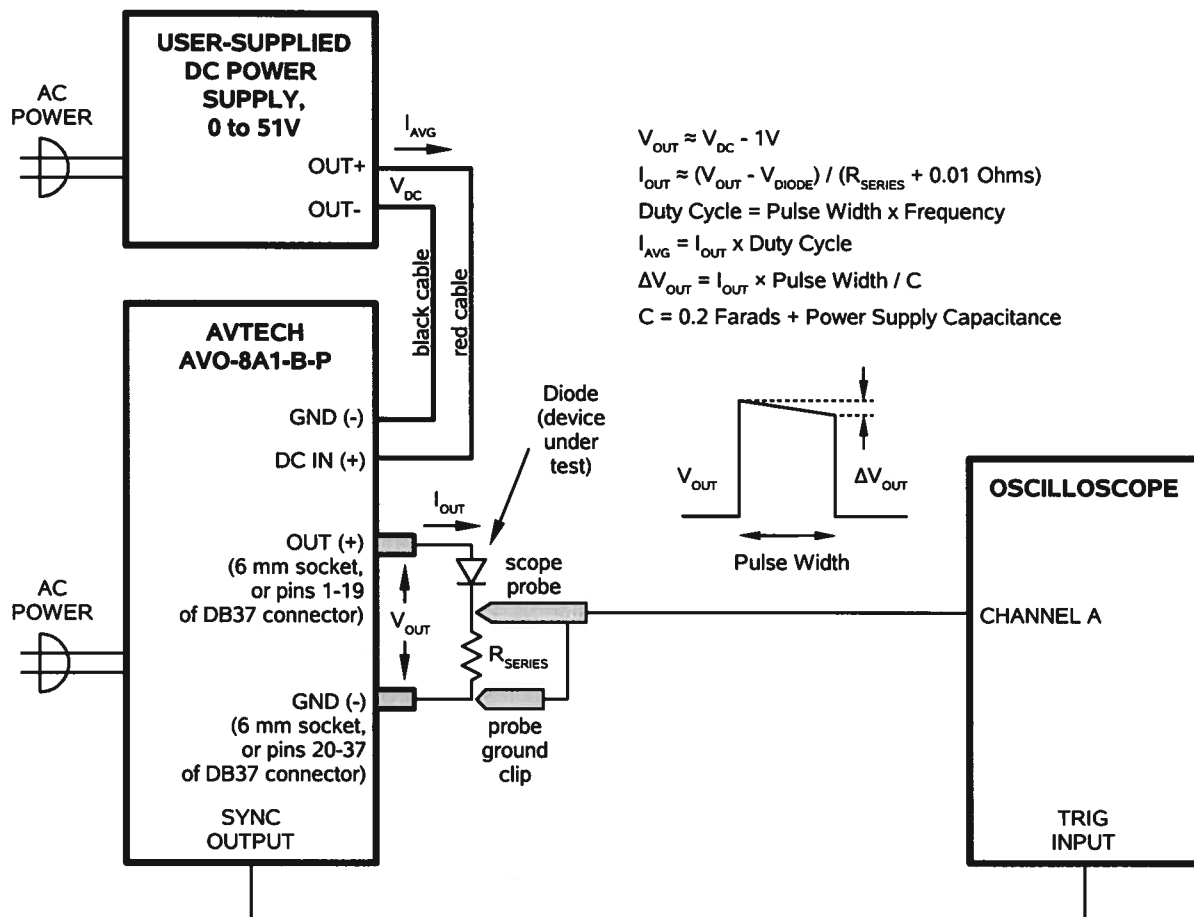 USER-SUPPLIED
DC POWER
SUPPLY,
0 to 51V
AC
POWER
OUT+
OUT-
I_AVG
V_DC
black cable
red cable
V_OUT ≈ V_DC - 1V
I_OUT ≈ (V_OUT - V_DIODE) / (R_SERIES + 0.01 Ohms)
Duty Cycle = Pulse Width x Frequency
I_AVG = I_OUT x Duty Cycle
ΔV_OUT = I_OUT × Pulse Width / C
C = 0.2 Farads + Power Supply Capacitance
AVTECH
AVO-8A1-B-P
GND (-)
DC IN (+)
OUT (+)
(6 mm socket,
or pins 1-19
of DB37 connector)
AC
POWER
GND (-)
(6 mm socket,
or pins 20-37
of DB37 connector)
SYNC
OUTPUT
I_OUT
V_OUT
Diode
(device
under
test)
scope
probe
R_SERIES
probe
ground
clip
V_OUT
ΔV_OUT
Pulse Width
OSCILLOSCOPE
CHANNEL A
TRIG
INPUT